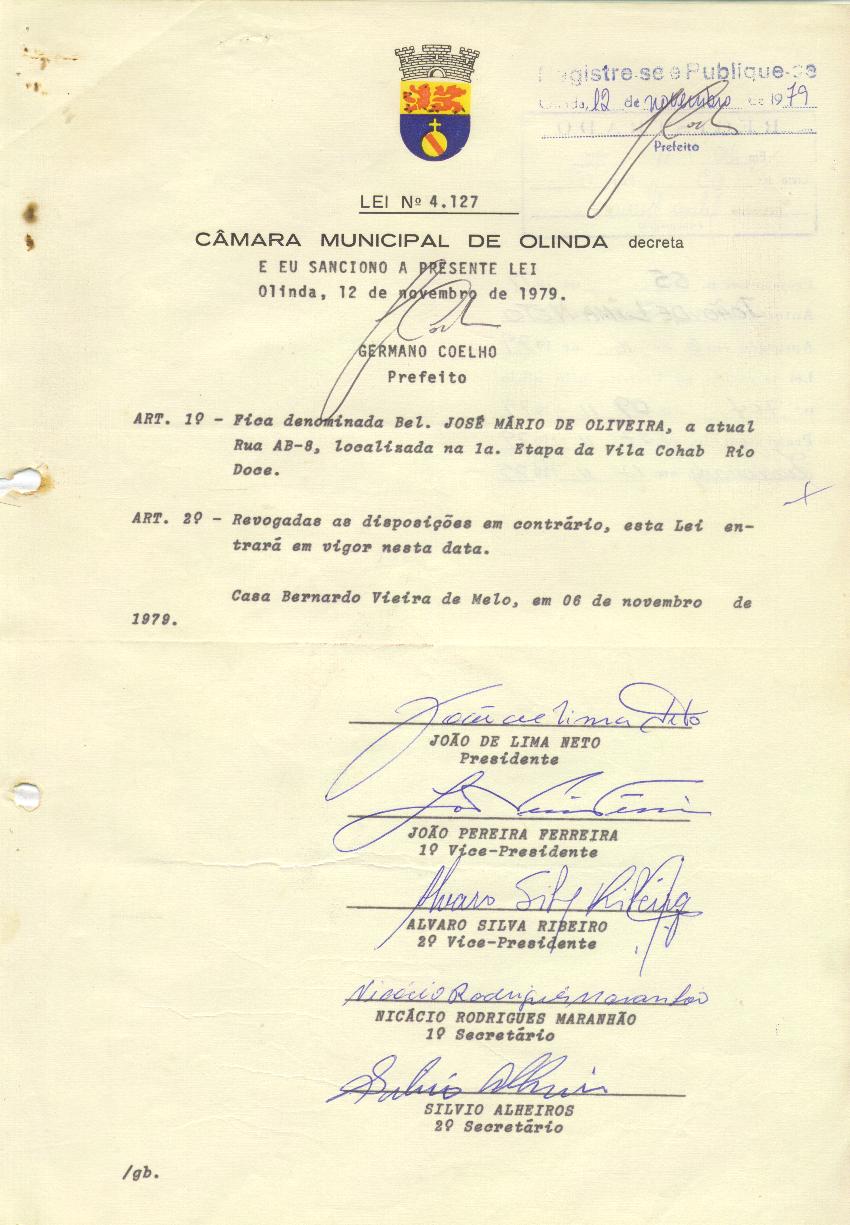 Registre-se e Publique-se
Olinda, 12 de novembro de 1979
Prefeito
LEI Nº 4.127
CÂMARA MUNICIPAL DE OLINDA decreta
E EU SANCIONO A PRESENTE LEI
Olinda, 12 de novembro de 1979.
GERMANO COELHO
Prefeito
ART. 1º - Fica denominada Bel. JOSÉ MÁRIO DE OLIVEIRA, a atual
Rua AB-8, localizada na 1a. Etapa da Vila Cohab Rio
Doce.
ART. 2º - Revogadas as disposições em contrário, esta Lei en-
trará em vigor nesta data.
Casa Bernardo Vieira de Melo, em 06 de novembro de
1979.
João de Lima Neto
JOÃO DE LIMA NETO
Presidente
JOÃO PEREIRA FERREIRA
1º Vice-Presidente
Alvaro Silva Ribeiro
ALVARO SILVA RIBEIRO
2º Vice-Presidente
Nicácio Rodrigues Maranhão
NICÁCIO RODRIGUES MARANHÃO
1º Secretário
Silvio Alheiros
SILVIO ALHEIROS
2º Secretário
/gb.